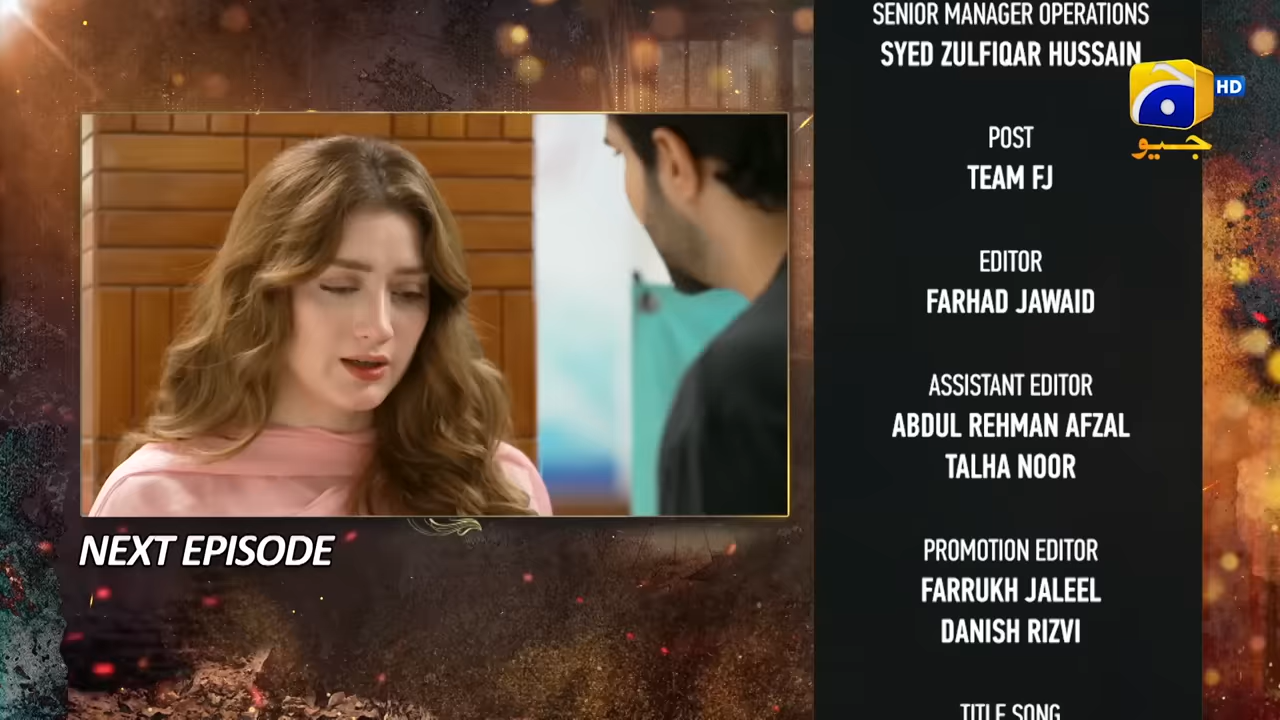 SENIOR MANAGER OPERATIONS
SYED ZULFIQAR HUSSAIN
HD
جیو
POST
TEAM FJ
EDITOR
FARHAD JAWAID
ASSISTANT EDITOR
ABDUL REHMAN AFZAL
TALHA NOOR
NEXT EPISODE
PROMOTION EDITOR
FARRUKH JALEEL
DANISH RIZVI
TITLE SONG